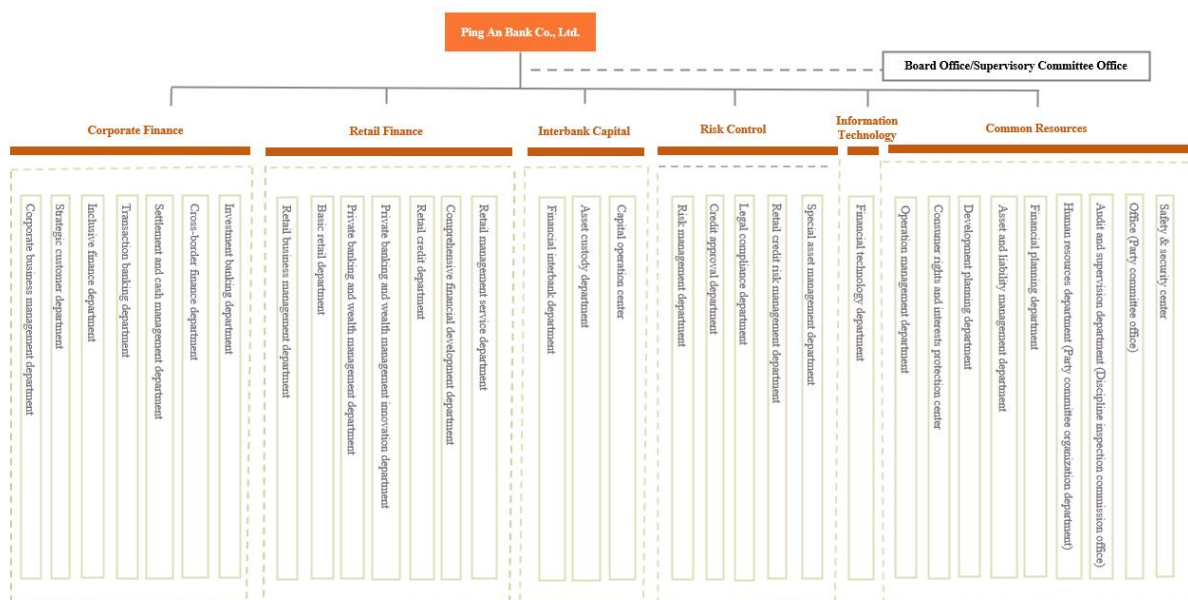 Ping An Bank Co., Ltd.
Board Office/Supervisory Committee Office
Corporate Finance
Retail Finance
Interbank Capital
Risk Control
Information
Technology
Common Resources
Corporate business management department
Strategic customer department
Inclusive finance department
Transaction banking department
Settlement and cash management department
Cross-border finance department
Investment banking department
Retail business management department
Basic retail department
Private banking and wealth management department
Private banking and wealth management innovation department
Retail credit department
Comprehensive financial development department
Retail management service department
Financial interbank department
Asset custody department
Capital operation center
Risk management department
Credit approval department
Legal compliance department
Retail credit risk management department
Special asset management department
Financial technology department
Operation management department
Consumer rights and interests protection center
Development planning department
Asset and liability management department
Financial planning department
Human resources department (Party committee organization department)
Audit and supervision department (Discipline inspection commission office)
Office (Party committee office)
Safety & security center